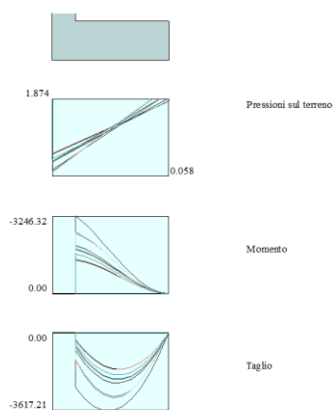 1.874
Pressioni sul terreno
0.058
-3246.32
Momento
0.00
0.00
Taglio
-3617.21